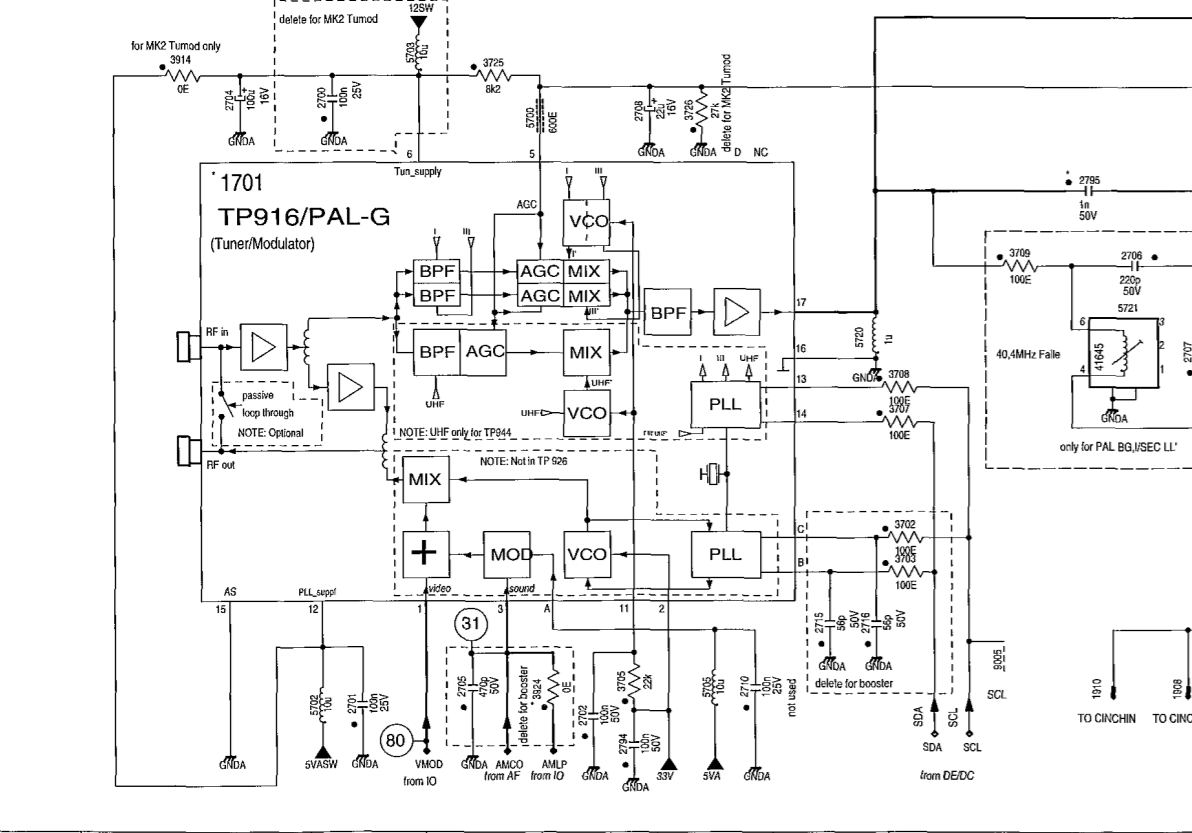 delete for MK2 Tumod
12SW
for MK2 Tumod only
3914
0E
5703
10u
3725
8k2
2704
100u
16V
2700
100n
25V
GNDA
GNDA
5700
600E
2708
22u
16V
3726
27k
delete for MK2 Tumod
GNDA
GNDA
D
NC
6
5
Tun_supply
* 1701
TP916/PAL-G
(Tuner/Modulator)
AGC
I
III
VCO
I
III
I'
BPF
AGC
MIX
BPF
AGC
MIX
III'
BPF
17
RF in
BPF
AGC
MIX
UHF
UHF'
UHF
VCO
I
III
UHF
PLL
16
13
14
passive
loop through
NOTE: Optional
NOTE: UHF only for TP944
RF out
NOTE: Not in TP 926
MIX
+
MOD
VCO
PLL
C
B
video
sound
AS
PLL_suppl
15
12
1
3
A
11
2
5720
1u
GNDA
3708
100E
3707
100E
* 2795
1n
50V
3709
100E
2706
220p
50V
5721
6
3
2
4
1
41645
40,4MHz Falle
2707
GNDA
only for PAL BG,I/SEC LL'
3702
100E
3703
100E
2715
56p
50V
2716
56p
50V
GNDA
GNDA
delete for booster
31
2705
470p
50V
delete for booster
* 3924
0E
2702
100n
50V
3705
22k
2794
100n
50V
5705
10u
2710
100n
25V
not used
5702
10u
2701
100n
25V
80
GNDA
5VASW
GNDA
VMOD
from IO
GNDA
AMCO
from AF
AMLP
from IO
GNDA
GNDA
33V
5VA
GNDA
9005
SCL
SDA
SCL
SDA
SCL
from DE/DC
1910
1908
TO CINCHIN
TO CINC